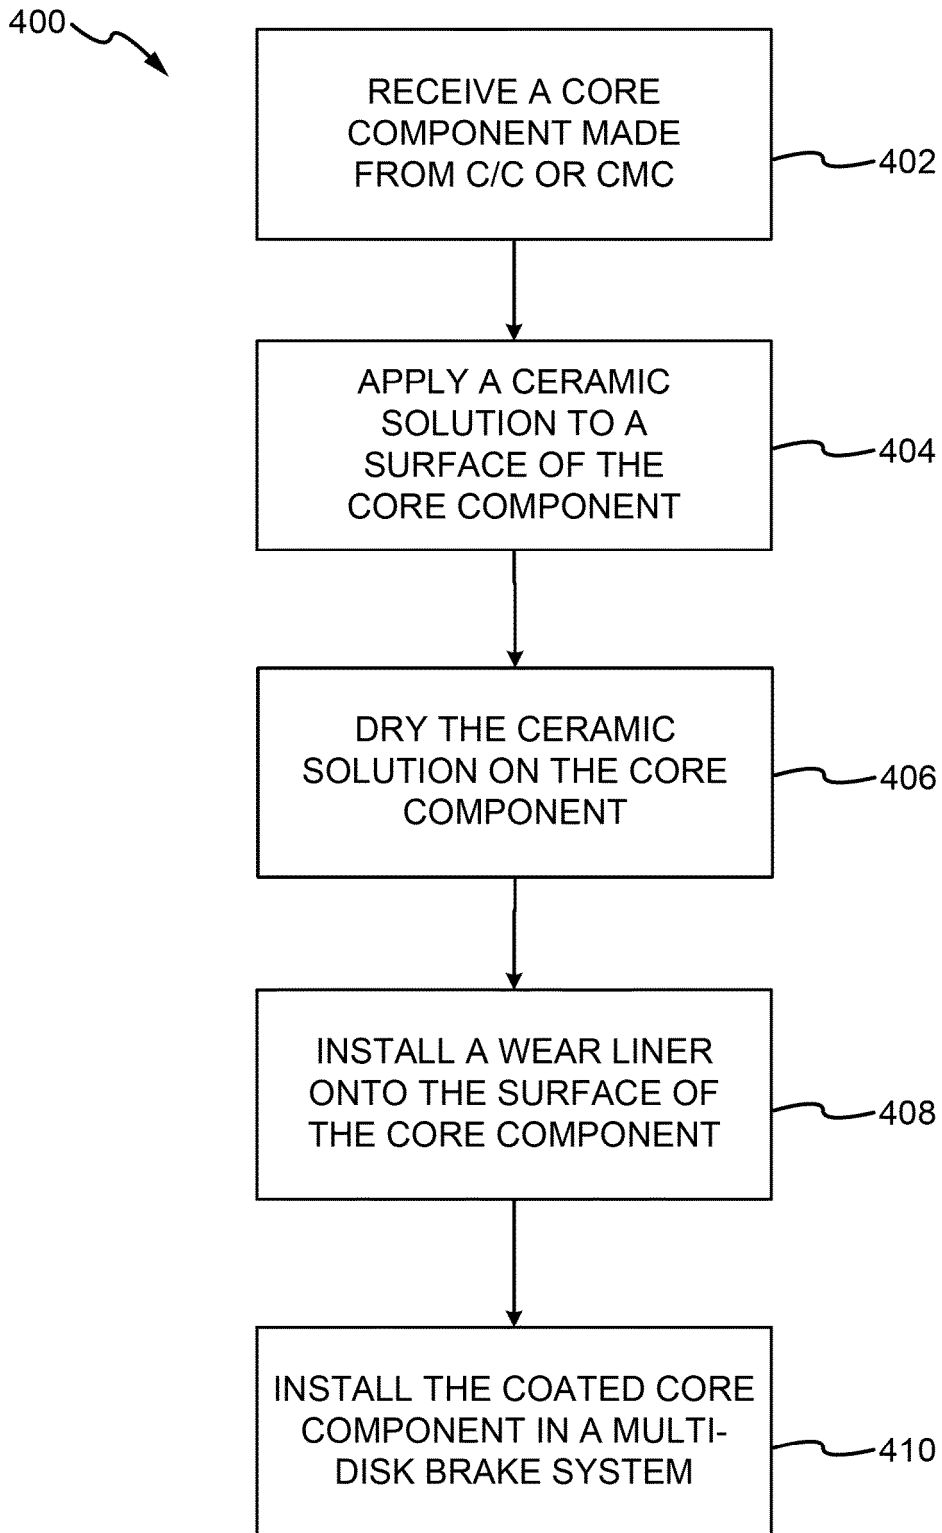 400
RECEIVE A CORE
COMPONENT MADE
FROM C/C OR CMC
402
APPLY A CERAMIC
SOLUTION TO A
SURFACE OF THE
CORE COMPONENT
404
DRY THE CERAMIC
SOLUTION ON THE CORE
COMPONENT
406
INSTALL A WEAR LINER
ONTO THE SURFACE OF
THE CORE COMPONENT
408
INSTALL THE COATED CORE
COMPONENT IN A MULTI-
DISK BRAKE SYSTEM
410